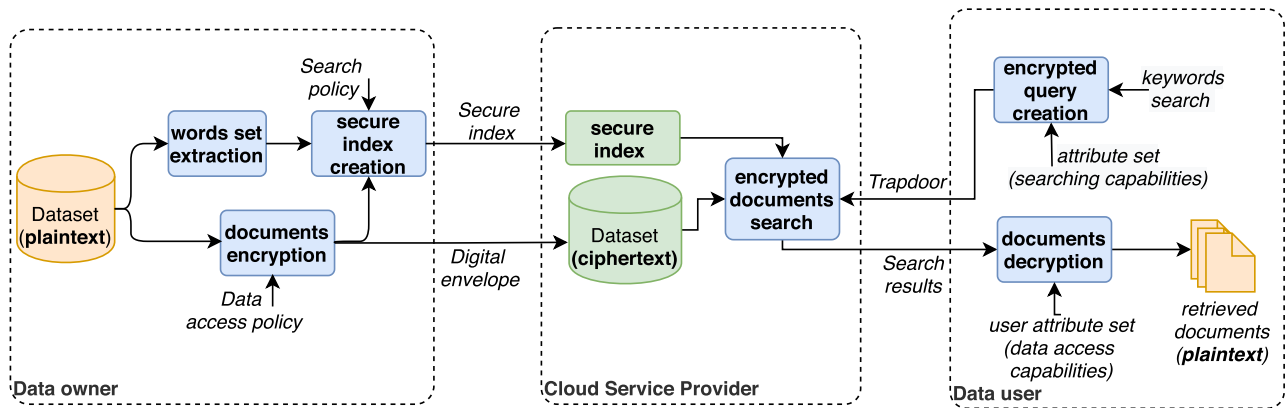 Search
policy
words set
extraction
secure
index
creation
Dataset
(plaintext)
documents
encryption
Data
access policy
Data owner
Secure
index
Digital
envelope
secure
index
Dataset
(ciphertext)
encrypted
documents
search
Cloud Service Provider
Trapdoor
Search
results
encrypted
query
creation
keywords
search
attribute set
(searching capabilities)
documents
decryption
user attribute set
(data access
capabilities)
retrieved
documents
(plaintext)
Data user